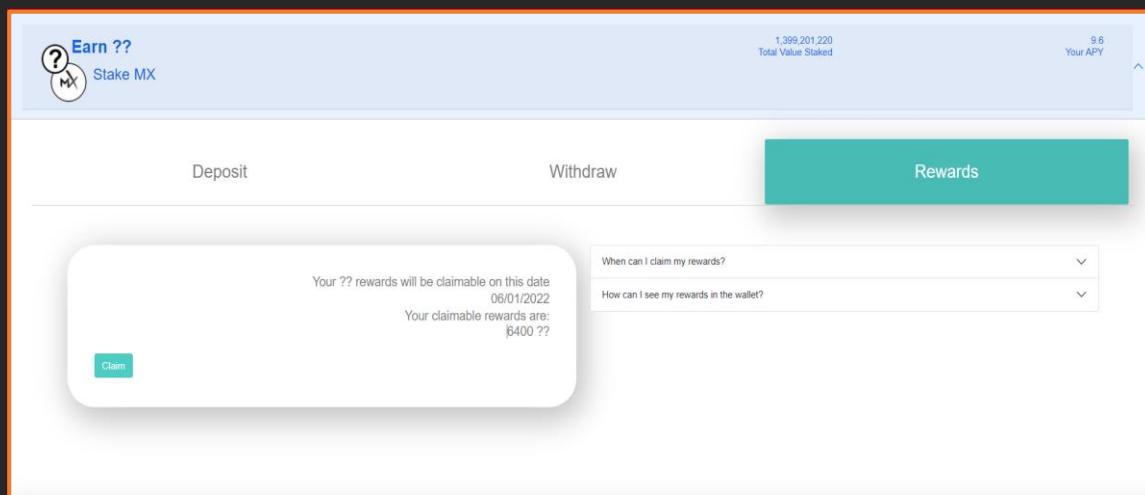 Earn ??
Stake MX
1,399,201,220
Total Value Staked
9.6
Your APY
?
MX
Deposit
Withdraw
Rewards
Your ?? rewards will be claimable on this date
06/01/2022
Your claimable rewards are:
6400 ??
Claim
When can I claim my rewards?
How can I see my rewards in the wallet?